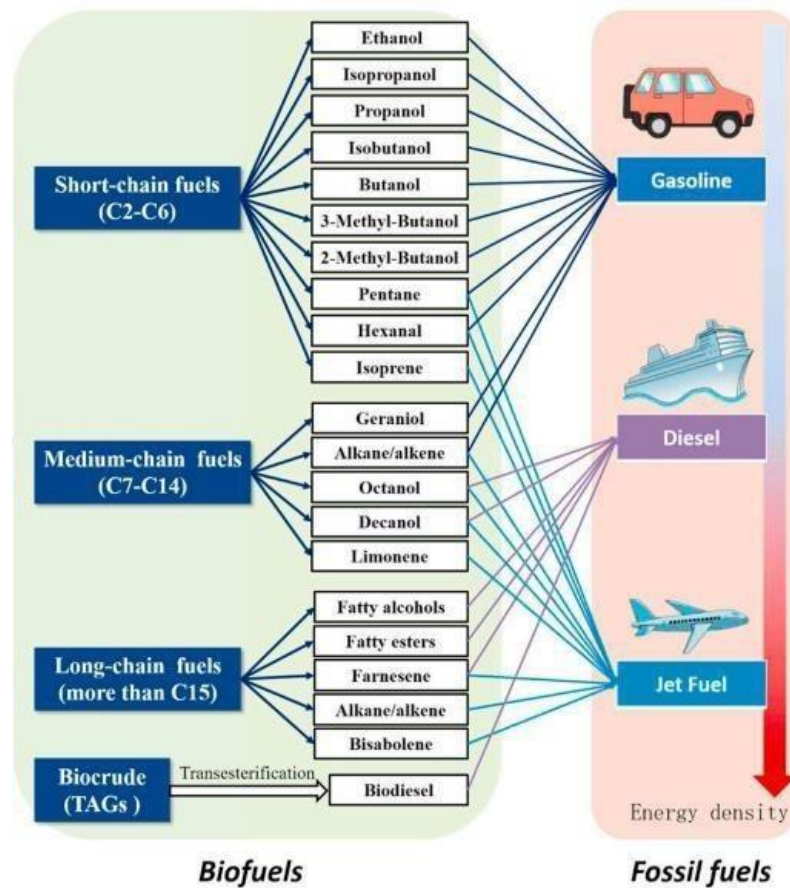 Ethanol
Isopropanol
Propanol
Isobutanol
Butanol
3-Methyl-Butanol
2-Methyl-Butanol
Pentane
Hexanal
Isoprene
Short-chain fuels
(C2-C6)
Geraniol
Alkane/alkene
Octanol
Decanol
Limonene
Medium-chain fuels
(C7-C14)
Fatty alcohols
Fatty esters
Farnesene
Alkane/alkene
Bisabolene
Long-chain fuels
(more than C15)
Biocrude
(TAGs )
Transesterification
Biodiesel
Biofuels
Gasoline
Diesel
Jet Fuel
Energy density
Fossil fuels